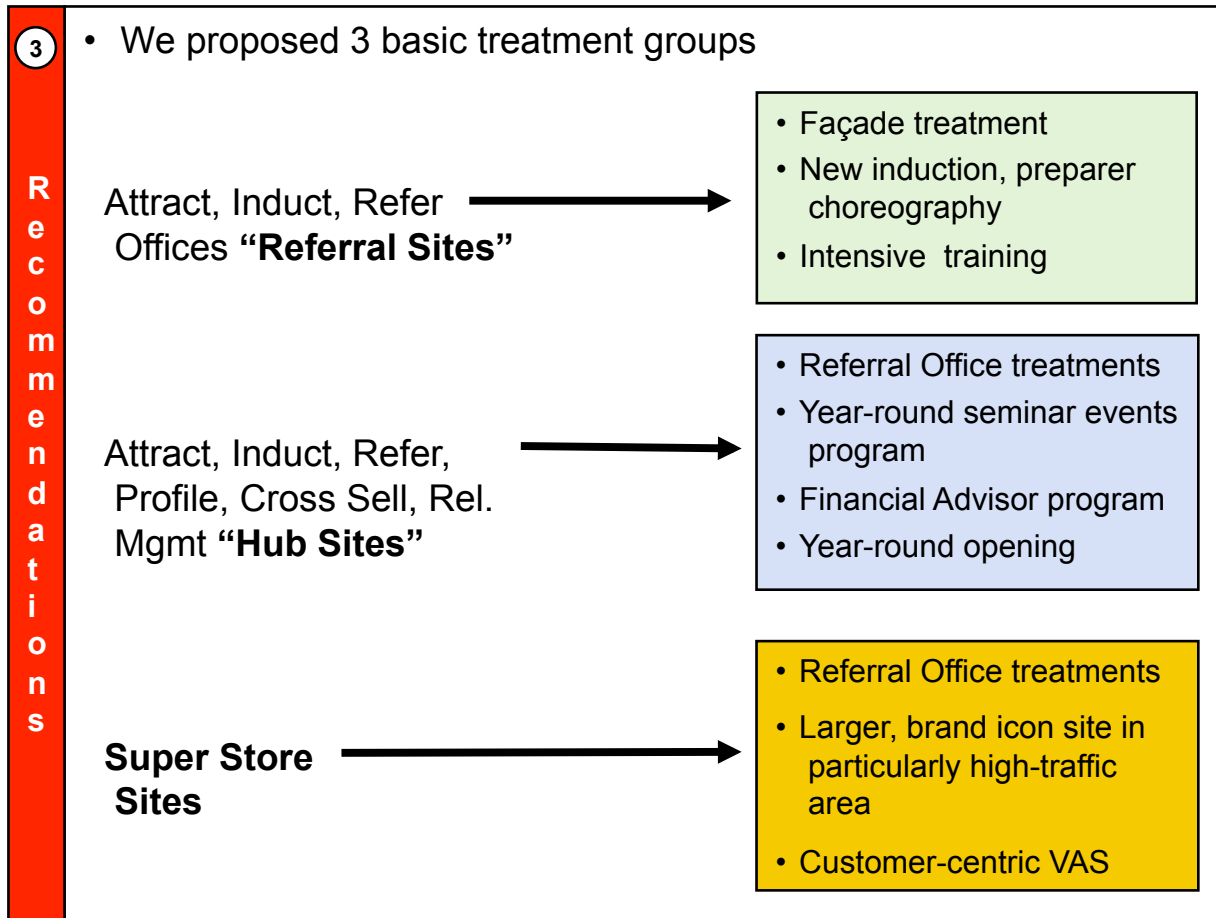 3
Recommendations
• We proposed 3 basic treatment groups
Attract, Induct, Refer
Offices “Referral Sites”
• Façade treatment
• New induction, preparer
choreography
• Intensive training
Attract, Induct, Refer,
Profile, Cross Sell, Rel.
Mgmt “Hub Sites”
• Referral Office treatments
• Year-round seminar events
program
• Financial Advisor program
• Year-round opening
Super Store
Sites
• Referral Office treatments
• Larger, brand icon site in
particularly high-traffic
area
• Customer-centric VAS